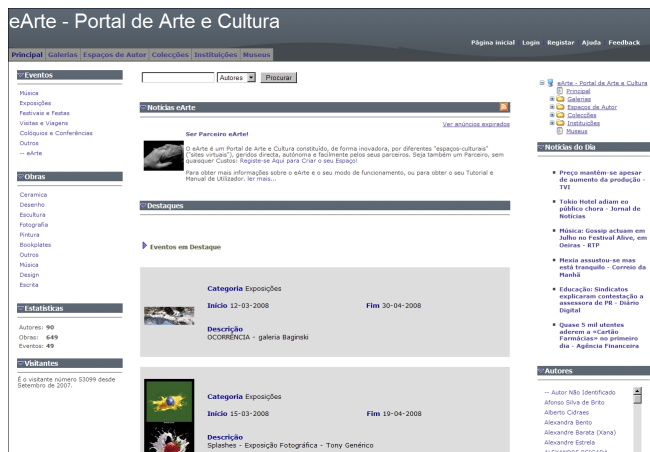 eArte - Portal de Arte e Cultura
Página inicial Login Registar Ajuda Feedback
Principal Galerias Espaços de Autor Colecções Instituições Museus
Eventos
Música
Exposições
Festivais e Festas
Visitas e Viagens
Colóquios e Conferências
Outros
-- eArte
Obras
Ceramica
Desenho
Escultura
Fotografia
Pintura
Bookplates
Outros
Música
Design
Escrita
Estatísticas
Autores: 90
Obras: 649
Eventos: 49
Visitantes
É o visitante número 53099 desde
Setembro de 2007.
Autores Procurar
Notícias eArte
Ver anúncios expirados
Ser Parceiro eArte!
O eArte é um Portal de Arte e Cultura constituído, de forma inovadora, por diferentes "espaços-culturais"
("sites virtuais"), geridos directa, autónoma e facilmente pelos seus parceiros. Seja também um Parceiro, sem
quaisquer Custos: Registe-se Aqui para Criar o seu Espaço!
Para obter mais informações sobre o eArte e o seu modo de funcionamento, ou para obter o seu Tutorial e
Manual de Utilizador. ler mais...
Destaques
Eventos em Destaque
Categoria Exposições
Início 12-03-2008 Fim 30-04-2008
Descrição
OCORRÊNCIA - galeria Baginski
Categoria Exposições
Início 15-03-2008 Fim 19-04-2008
Descrição
Splashes - Exposição Fotográfica - Tony Genérico
eArte - Portal de Arte e Cultura
Principal
Galerias
Espaços de Autor
Colecções
Instituições
Museus
Notícias do Dia
Preço mantém-se apesar
de aumento da produção -
TVI
Tokio Hotel adiam eo
público chora - Jornal de
Notícias
Música: Gossip actuam em
Julho no Festival Alive, em
Oeiras - RTP
Mexia assustou-se mas
está tranquilo - Correio da
Manhã
Educação: Sindicatos
explicaram contestação a
assessora de PR - Diário
Digital
Quase 5 mil utentes
aderem a «Cartão
Farmácias» no primeiro
dia - Agência Financeira
Autores
-- Autor Não Identificado
Afonso Silva de Brito
Alberto Cidraes
Alexandra Bento
Alexandre Barata (Xana)
Alexandre Estrela